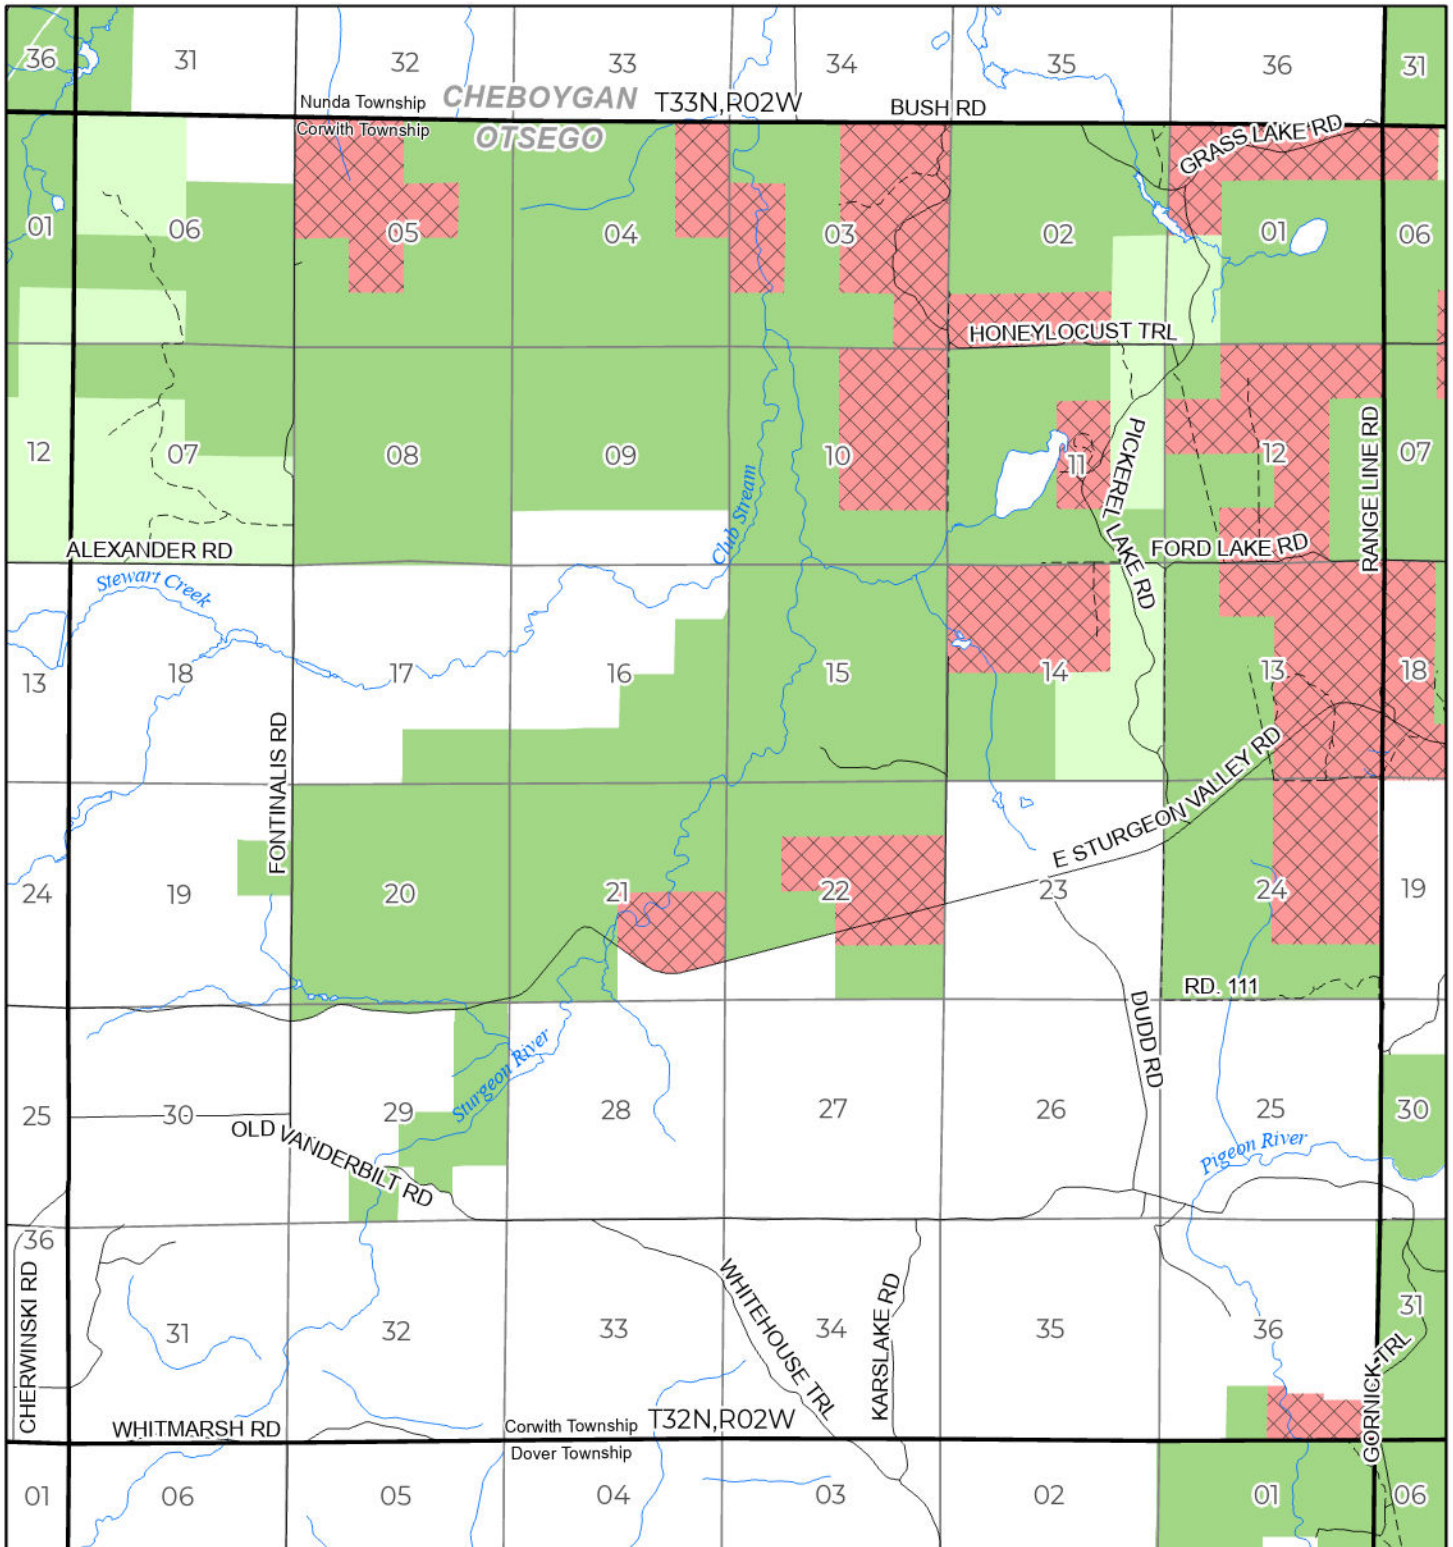 36 31 32 33 34 35 36 31
Nunda Township CHEBOYGAN T33N,R02W BUSH RD
Corwith Township OTSEGO
GRASS LAKE RD
01 06 05 04 03 02 01 06
HONEYLOCUST TRL
12 07 08 09 10 11 12 07
PICKEREL LAKE RD
RANGE LINE RD
Club Stream
ALEXANDER RD
FORD LAKE RD
Stewart Creek
13 18 17 16 15 14 13 18
FONTINALIS RD
E STURGEON VALLEY RD
24 19 20 21 22 23 24 19
RD. 111
DUDD RD
Sturgeon River
25 30 29 28 27 26 25 30
OLD VANDERBILT RD
Pigeon River
36 31 32 33 34 35 36 31
CHERWINSKI RD
WHITEHOUSE TRL
KARSLAKE RD
GORNICK TRL
WHITMARSH RD
Corwith Township T32N,R02W
Dover Township
01 06 05 04 03 02 01 06